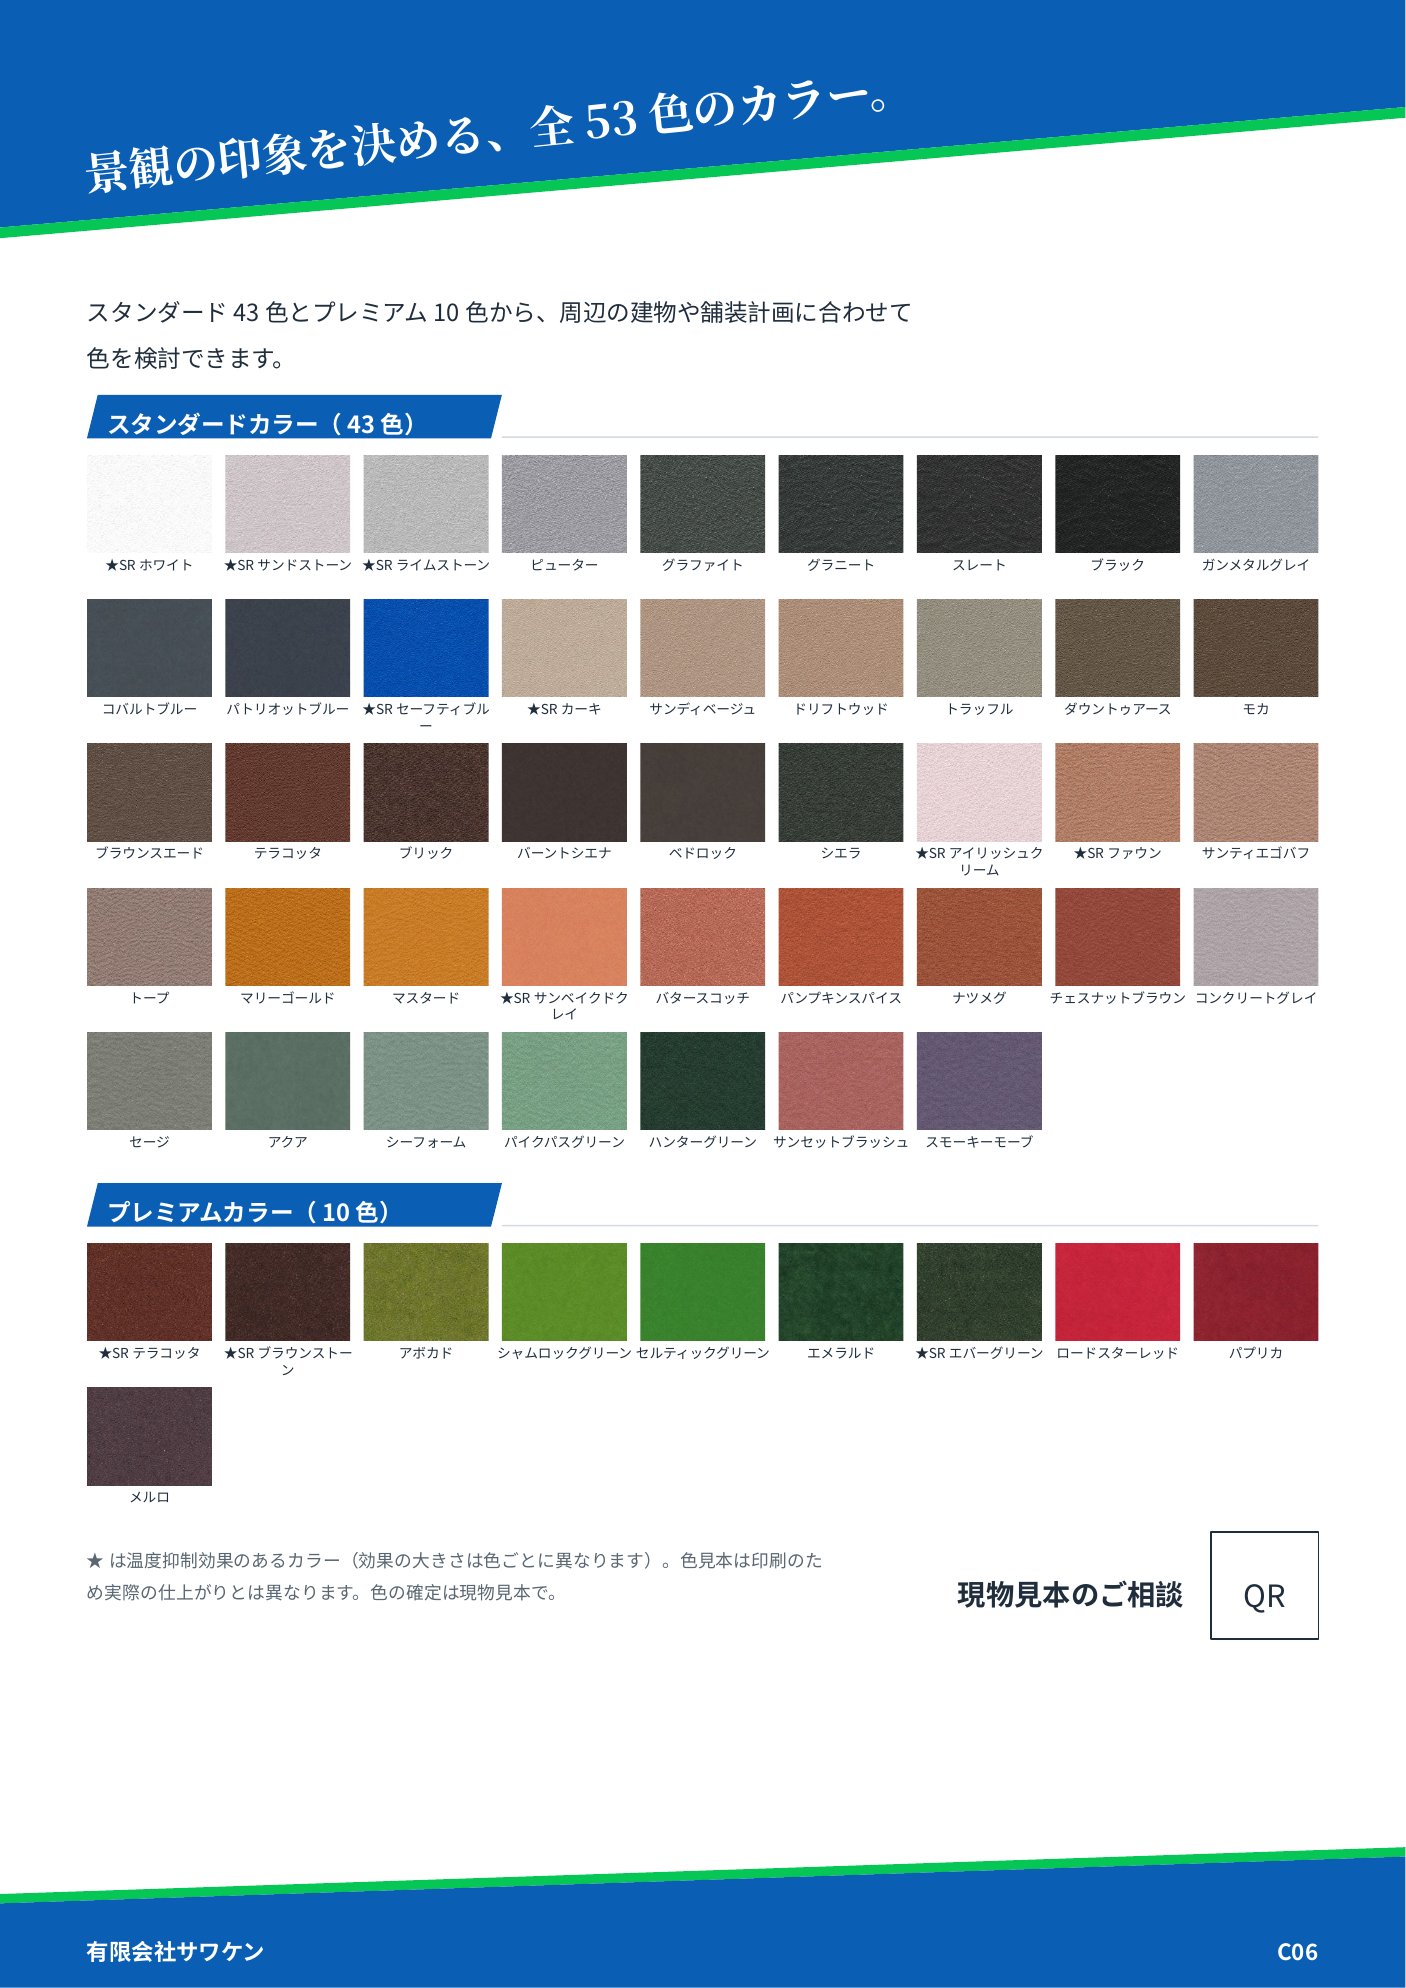 景観の印象を決める、全 53 色のカラー。
スタンダード 43 色とプレミアム 10 色から、周辺の建物や舗装計画に合わせて
色を検討できます。
スタンダードカラー（ 43 色）
★SR ホワイト ★SR サンドストーン ★SR ライムストーン ピューター グラファイト グラニート スレート ブラック ガンメタルグレイ
コバルトブルー パトリオットブルー ★SR セーフティブル ★SR カーキ サンディベージュ ドリフトウッド トラッフル ダウントゥアース モカ
ー
ブラウンスエード テラコッタ ブリック バーントシエナ ベドロック シエラ ★SR アイリッシュク ★SR ファウン サンティエゴバフ
リーム
トープ マリーゴールド マスタード ★SR サンベイクドク バタースコッチ パンプキンスパイス ナツメグ チェスナットブラウン コンクリートグレイ
レイ
セージ アクア シーフォーム バイクパスグリーン ハンターグリーン サンセットブラッシュ スモーキーモーブ
プレミアムカラー（ 10 色）
★SR テラコッタ ★SR ブラウンストー アボカド シャムロックグリーン セルティックグリーン エメラルド ★SR エバーグリーン ロードスターレッド パプリカ
ン
メルロ
★ は温度抑制効果のあるカラー（効果の大きさは色ごとに異なります）。色見本は印刷のた
め実際の仕上がりとは異なります。色の確定は現物見本で。
現物見本のご相談
QR
有限会社サワケン
C06